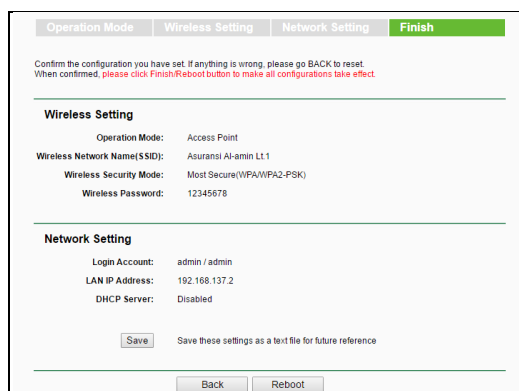 Operation Mode Wireless Setting Network Setting Finish
Confirm the configuration you have set. If anything is wrong, please go BACK to reset.
When confirmed, please click Finish/Reboot button to make all configurations take effect.
Wireless Setting
Operation Mode: Access Point
Wireless Network Name(SSID): Asuransi Al-amin Lt.1
Wireless Security Mode: Most Secure(WPA/WPA2-PSK)
Wireless Password: 12345678
Network Setting
Login Account: admin / admin
LAN IP Address: 192.168.137.2
DHCP Server: Disabled
Save Save these settings as a text file for future reference
Back Reboot